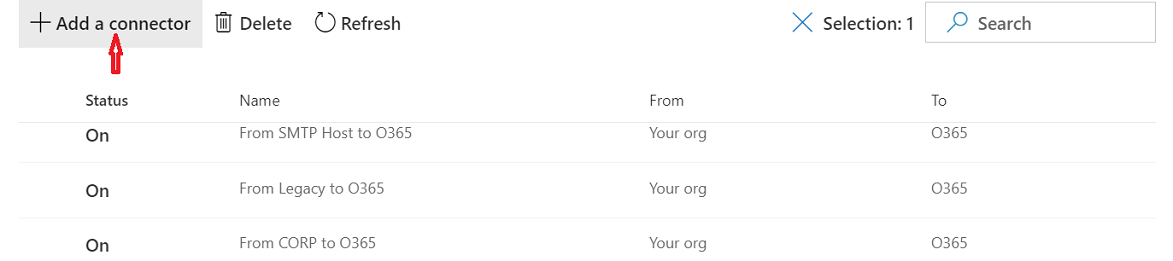 Add a connector Delete Refresh Selection: 1 Search
Status Name From To
On From SMTP Host to O365 Your org O365
On From Legacy to O365 Your org O365
On From CORP to O365 Your org O365